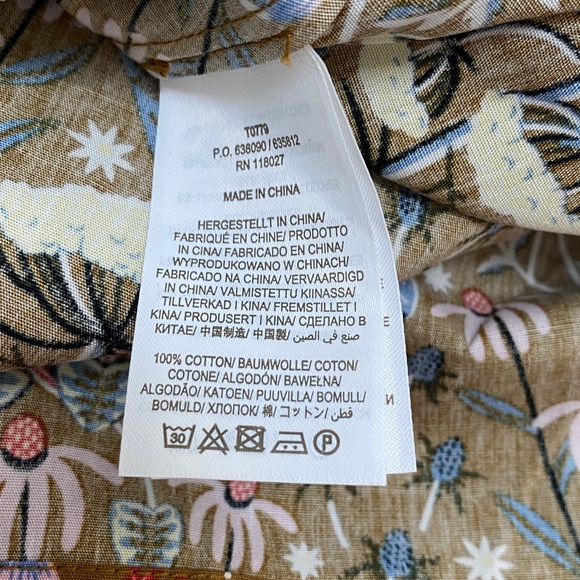 T0779
P.O. 638090 / 635812
RN 118027
MADE IN CHINA
HERGESTELLT IN CHINA/
FABRIQUÉ EN CHINE/ PRODOTTO
IN CINA/ FABRICADO EN CHINA/
WYPRODUKOWANO W CHINACH/
FABRICADO NA CHINA/ VERVAARDIGD
IN CHINA/ VALMISTETTU KIINASSA/
TILLVERKAD I KINA/ FREMSTILLET I
KINA/ PRODUSERT I KINA/ СДЕЛАНО В
КИТАЕ/ 中国制造/ 中国製/ صنع في الصين
100% COTTON/ BAUMWOLLE/ COTON/
COTONE/ ALGODÓN/ BAWEŁNA/
ALGODÃO/ KATOEN/ PUUVILLA/ BOMULL/
BOMULD/ ХЛОПОК/ 棉/ コットン/ قطن
30 P